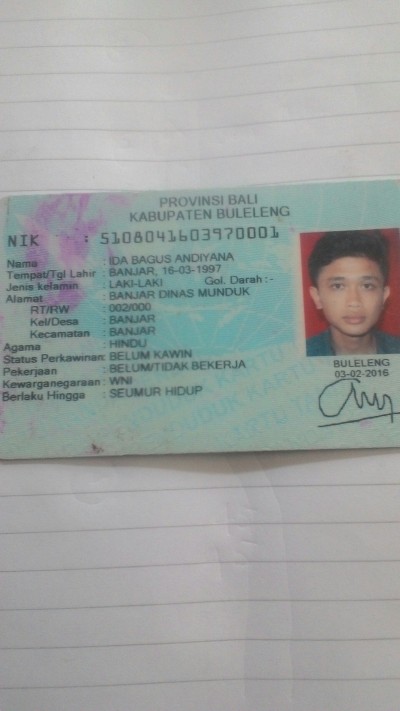 PROVINSI BALI
KABUPATEN BULELENG
NIK : 5108041603970001
Nama : IDA BAGUS ANDIYANA
Tempat/Tgl Lahir : BANJAR, 16-03-1997
Jenis kelamin : LAKI-LAKI Gol. Darah : -
Alamat : BANJAR DINAS MUNDUK
RT/RW : 002/000
Kel/Desa : BANJAR
Kecamatan : BANJAR
Agama : HINDU
Status Perkawinan: BELUM KAWIN
Pekerjaan : BELUM/TIDAK BEKERJA
Kewarganegaraan: WNI
Berlaku Hingga : SEUMUR HIDUP
BULELENG
03-02-2016